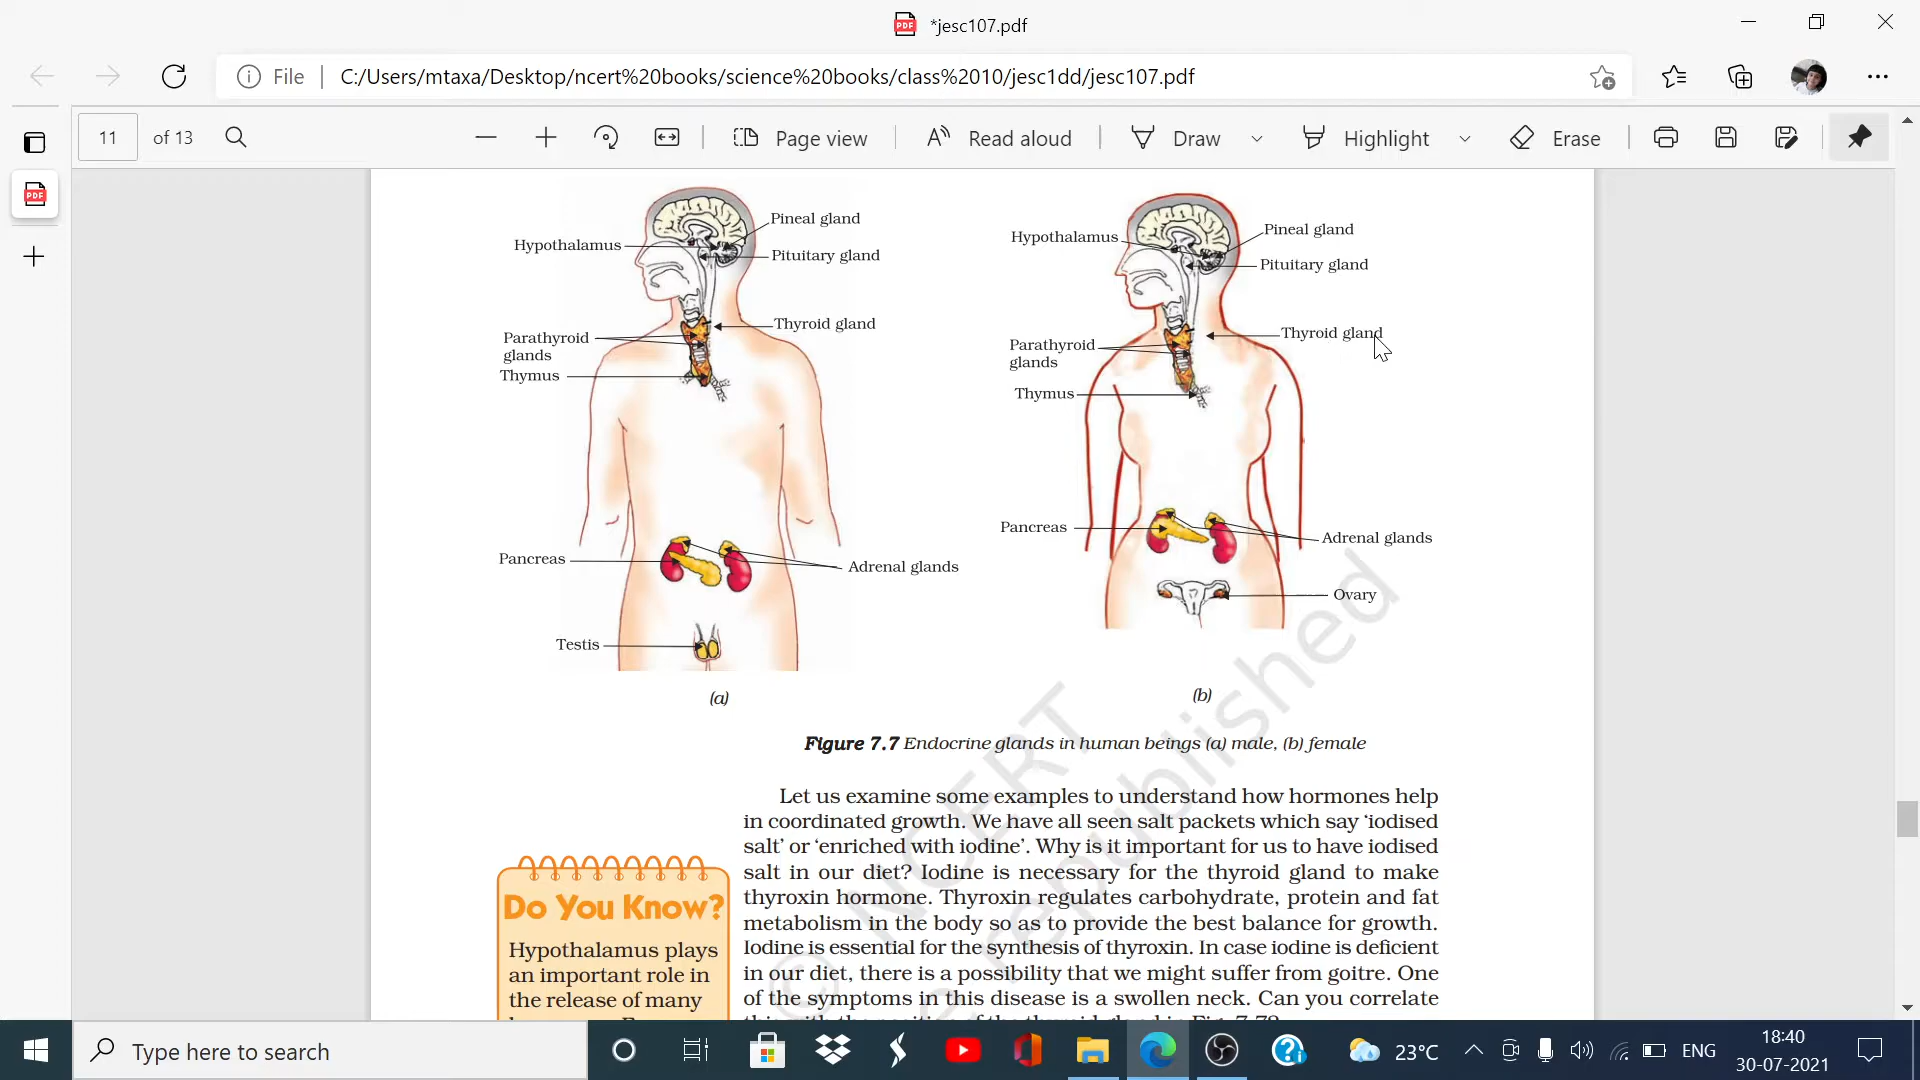 *jesc107.pdf
File
C:/Users/mtaxa/Desktop/ncert%20books/science%20books/class%2010/jesc1dd/jesc107.pdf
11 of 13
Page view
Read aloud
Draw
Highlight
Erase
Pineal gland
Hypothalamus
Pituitary gland
Thyroid gland
Parathyroid
glands
Thymus
Pancreas
Adrenal glands
Testis
(a)
Pineal gland
Hypothalamus
Pituitary gland
Thyroid gland
Parathyroid
glands
Thymus
Pancreas
Adrenal glands
Ovary
(b)
Figure 7.7 Endocrine glands in human beings (a) male, (b) female
Let us examine some examples to understand how hormones help
in coordinated growth. We have all seen salt packets which say ‘iodised
salt’ or ‘enriched with iodine’. Why is it important for us to have iodised
salt in our diet? Iodine is necessary for the thyroid gland to make
thyroxin hormone. Thyroxin regulates carbohydrate, protein and fat
metabolism in the body so as to provide the best balance for growth.
Iodine is essential for the synthesis of thyroxin. In case iodine is deficient
in our diet, there is a possibility that we might suffer from goitre. One
of the symptoms in this disease is a swollen neck. Can you correlate
Do You Know?
Hypothalamus plays
an important role in
the release of many
© NCERT
republished
Type here to search
23°C
ENG
18:40
30-07-2021